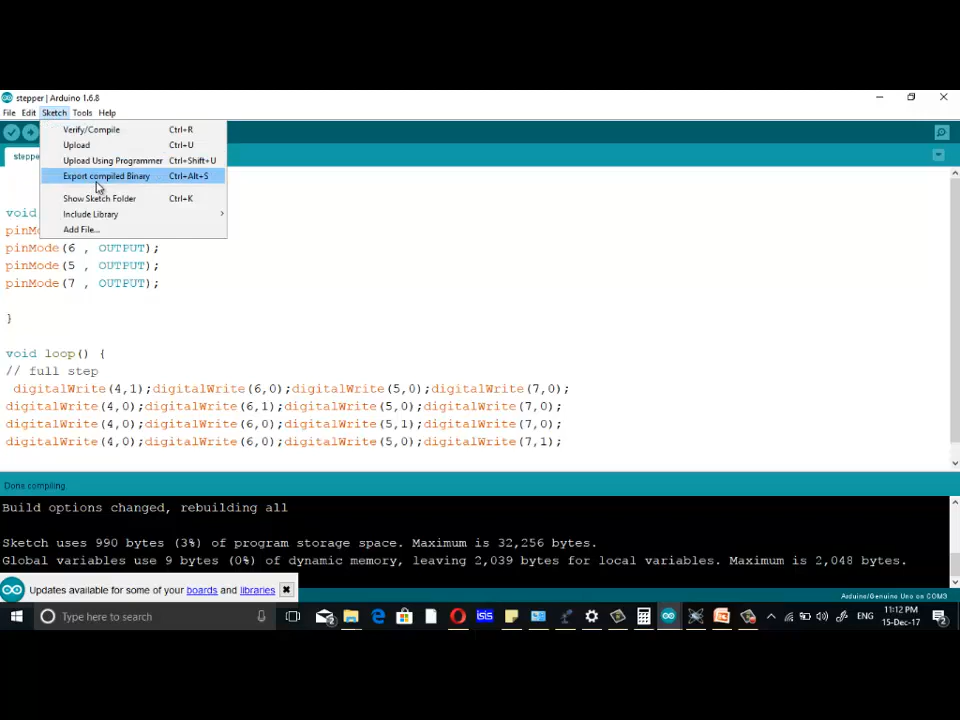 stepper | Arduino 1.6.8
File Edit Sketch Tools Help
Verify/Compile Ctrl+R
Upload Ctrl+U
steppe
Upload Using Programmer Ctrl+Shift+U
Export compiled Binary Ctrl+Alt+S
Show Sketch Folder Ctrl+K
Include Library
Add File...
void
pinM
pinMode(6 , OUTPUT);
pinMode(5 , OUTPUT);
pinMode(7 , OUTPUT);
}
void loop() {
// full step
digitalWrite(4,1);digitalWrite(6,0);digitalWrite(5,0);digitalWrite(7,0);
digitalWrite(4,0);digitalWrite(6,1);digitalWrite(5,0);digitalWrite(7,0);
digitalWrite(4,0);digitalWrite(6,0);digitalWrite(5,1);digitalWrite(7,0);
digitalWrite(4,0);digitalWrite(6,0);digitalWrite(5,0);digitalWrite(7,1);
Done compiling.
Build options changed, rebuilding all
Sketch uses 990 bytes (3%) of program storage space. Maximum is 32,256 bytes.
Global variables use 9 bytes (0%) of dynamic memory, leaving 2,039 bytes for local variables. Maximum is 2,048 bytes.
Updates available for some of your boards and libraries
Arduino/Genuino Uno on COM3
Type here to search
2
ISIS
ENG
11:12 PM
15-Dec-17
2